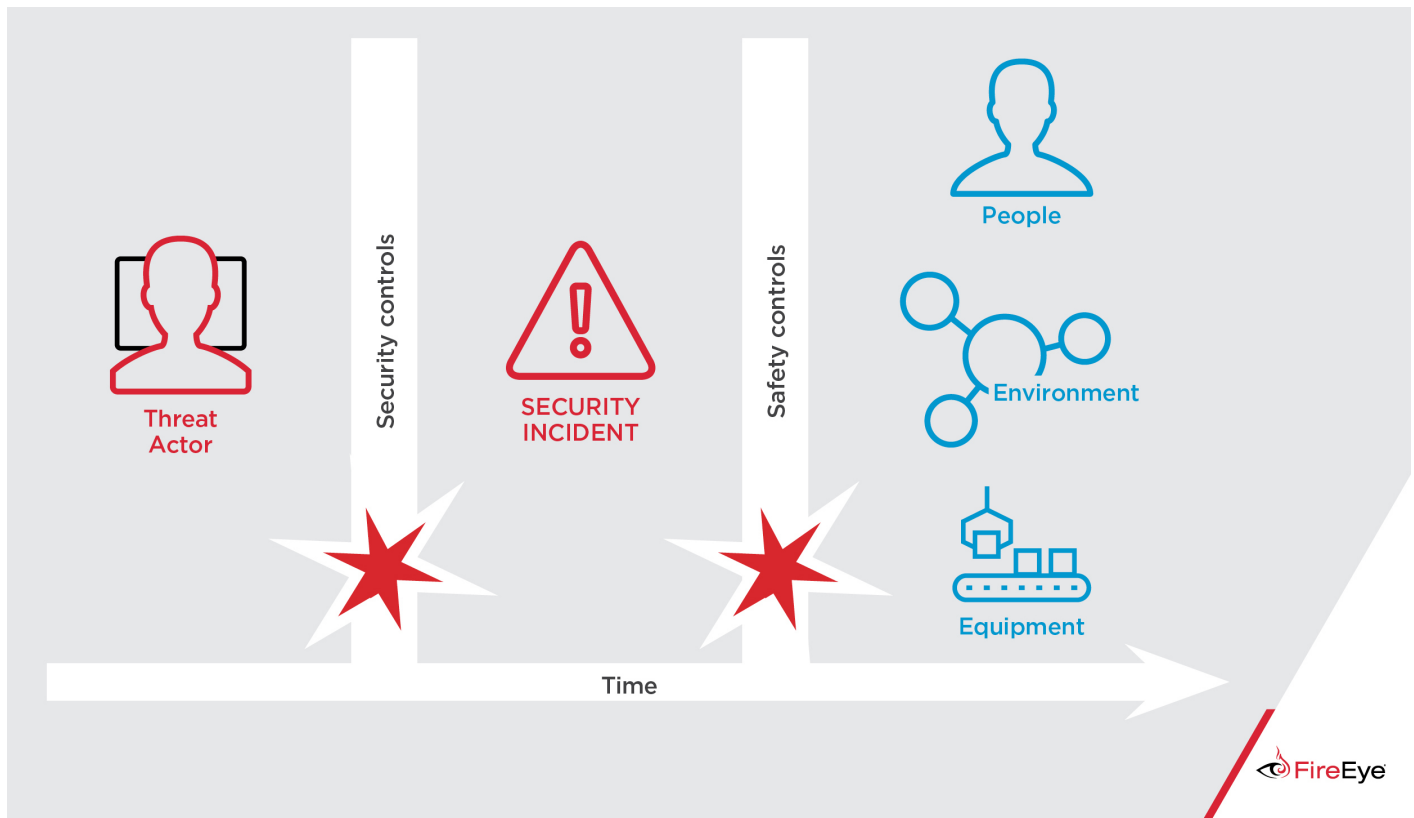 Threat
Actor
Security controls
SECURITY
INCIDENT
Safety controls
People
Environment
Equipment
Time
FireEye